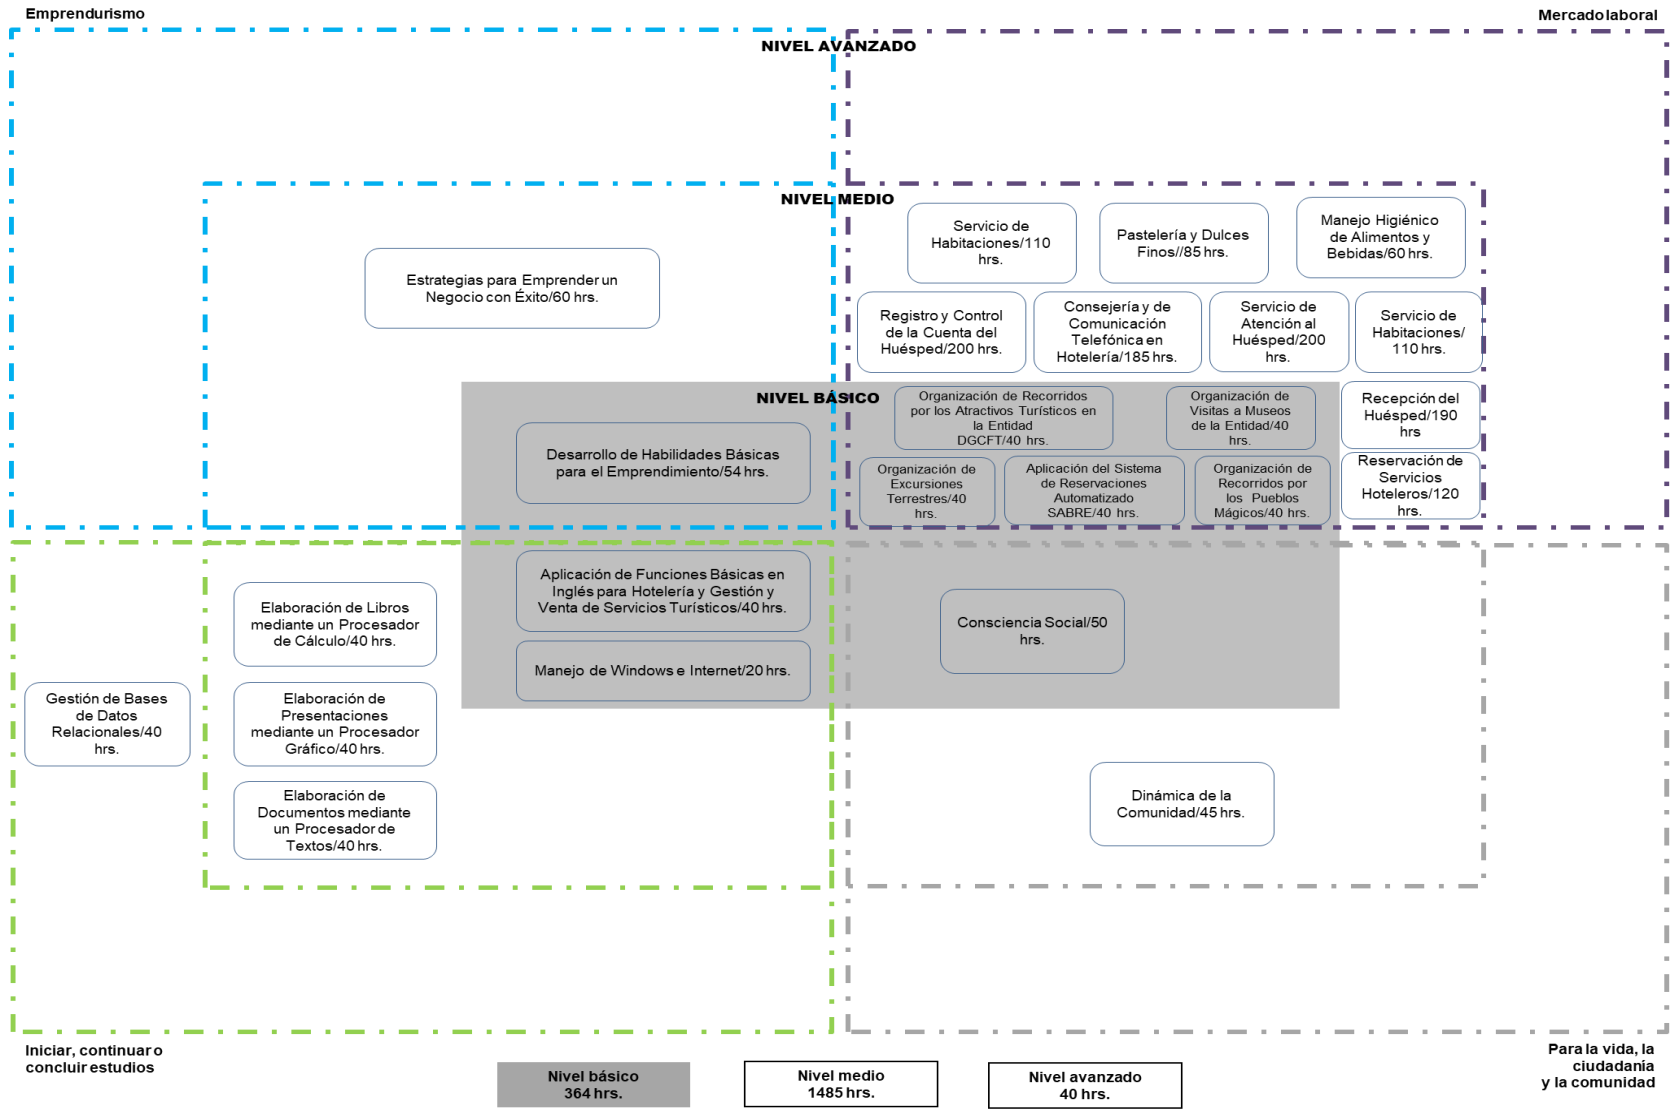 Emprendurismo
Mercado laboral
NIVEL AVANZADO
NIVEL MEDIO
Servicio de
Habitaciones/110
hrs.
Pastelería y Dulces
Finos//85 hrs.
Manejo Higiénico
de Alimentos y
Bebidas/60 hrs.
Estrategias para Emprender un
Negocio con Éxito/60 hrs.
Registro y Control
de la Cuenta del
Huésped/200 hrs.
Consejería y de
Comunicación
Telefónica en
Hotelería/185 hrs.
Servicio de
Atención al
Huésped/200
hrs.
Servicio de
Habitaciones/
110 hrs.
NIVEL BÁSICO
Organización de Recorridos
por los Atractivos Turísticos en
la Entidad
DGCFT/40 hrs.
Organización de
Visitas a Museos
de la Entidad/40
hrs.
Recepción del
Huésped/190
hrs
Desarrollo de Habilidades Básicas
para el Emprendimiento/54 hrs.
Organización de
Excursiones
Terrestres/40
hrs.
Aplicación del Sistema
de Reservaciones
Automatizado
SABRE/40 hrs.
Organización de
Recorridos por
los Pueblos
Mágicos/40 hrs.
Reservación de
Servicios
Hoteleros/120
hrs.
Aplicación de Funciones Básicas en
Inglés para Hotelería y Gestión y
Venta de Servicios Turísticos/40 hrs.
Elaboración de Libros
mediante un Procesador
de Cálculo/40 hrs.
Consciencia Social/50
hrs.
Manejo de Windows e Internet/20 hrs.
Gestión de Bases
de Datos
Relacionales/40
hrs.
Elaboración de
Presentaciones
mediante un Procesador
Gráfico/40 hrs.
Elaboración de
Documentos mediante
un Procesador de
Textos/40 hrs.
Dinámica de la
Comunidad/45 hrs.
Iniciar, continuar o
concluir estudios
Para la vida, la
ciudadanía
y la comunidad
Nivel básico
364 hrs.
Nivel medio
1485 hrs.
Nivel avanzado
40 hrs.